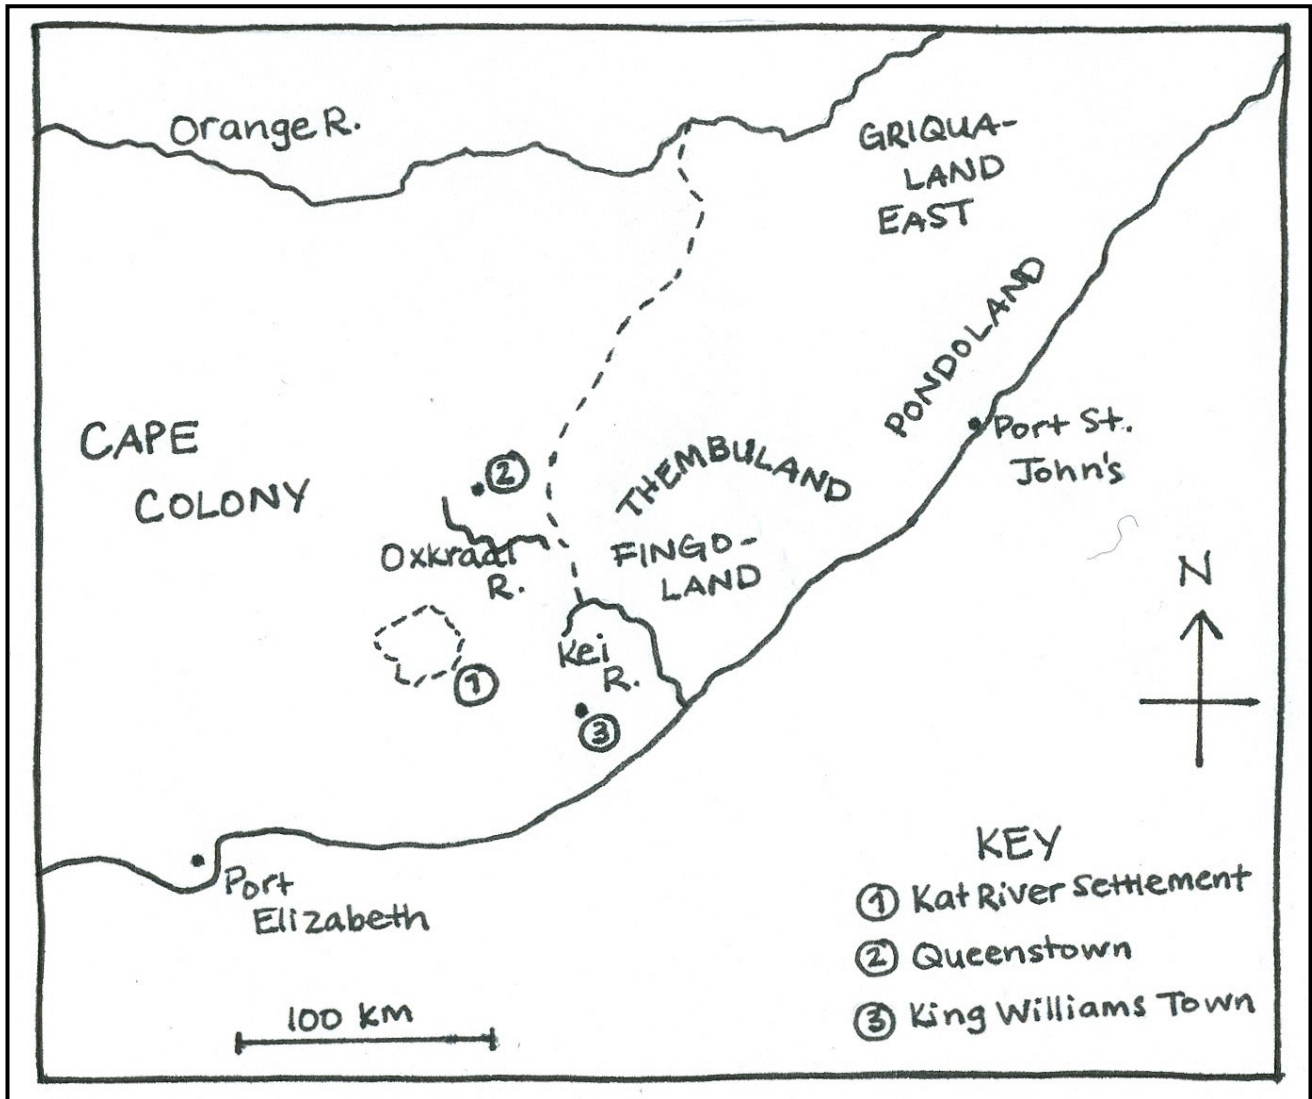 Orange R.
GRIQUA-
LAND
EAST
PONDOLAND
CAPE
COLONY
Port St.
John's
②
THEMBULAND
Oxkraal
R.
FINGO-
LAND
N
Kei
R.
①
③
Port
Elizabeth
KEY
① Kat River Settlement
② Queenstown
③ King Williams Town
100 km